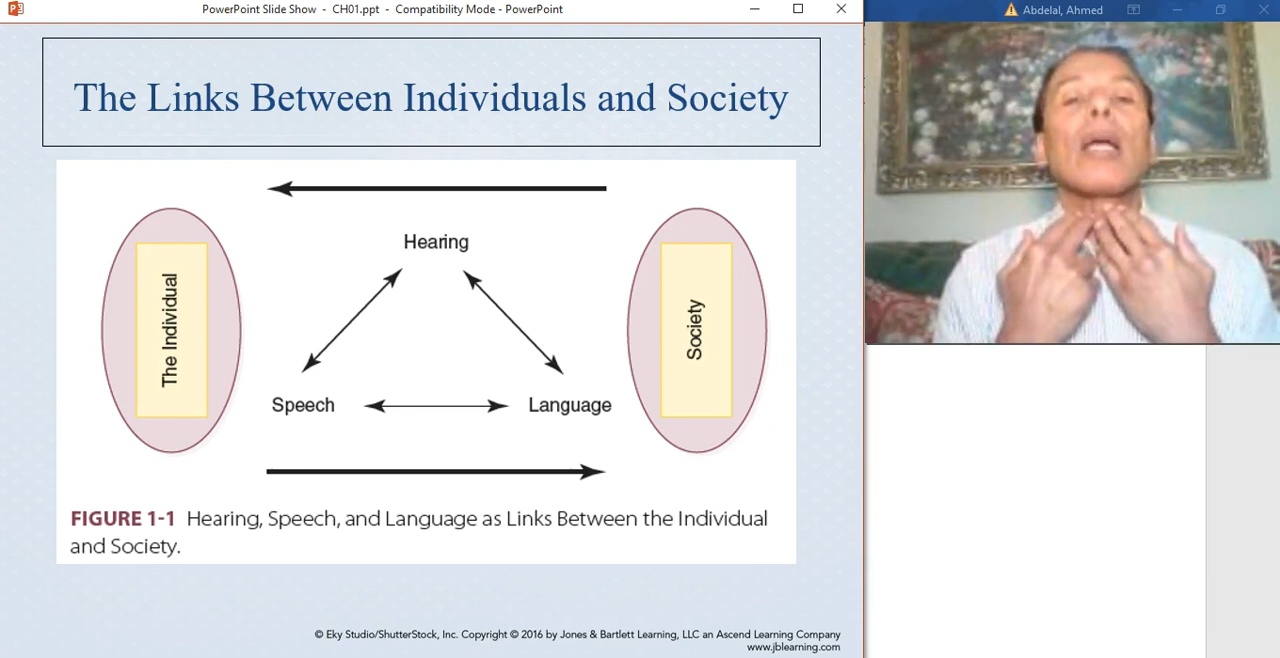 PowerPoint Slide Show - CH01.ppt - Compatibility Mode - PowerPoint
Abdelal, Ahmed
The Links Between Individuals and Society
Hearing
The Individual
Society
Speech
Language
FIGURE 1-1 Hearing, Speech, and Language as Links Between the Individual
and Society.
© Eky Studio/ShutterStock, Inc. Copyright © 2016 by Jones & Bartlett Learning, LLC an Ascend Learning Company
www.jblearning.com